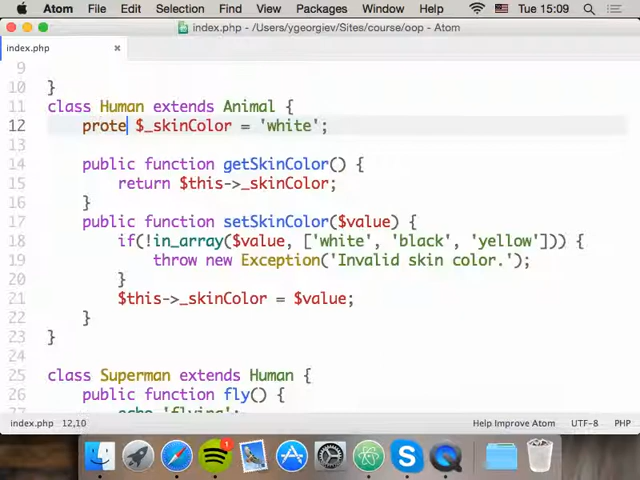 Atom File Edit Selection Find View Packages Window Help Tue 15:09
index.php - /Users/ygeorgiev/Sites/course/oop - Atom
index.php
9
10 }
11 class Human extends Animal {
12 prote $_skinColor = 'white';
13
14 public function getSkinColor() {
15 return $this->_skinColor;
16 }
17 public function setSkinColor($value) {
18 if(!in_array($value, ['white', 'black', 'yellow'])) {
19 throw new Exception('Invalid skin color.');
20 }
21 $this->_skinColor = $value;
22 }
23 }
24
25 class Superman extends Human {
26 public function fly() {
27 echo 'flying';
index.php 12,10 Help Improve Atom UTF-8 PHP
1